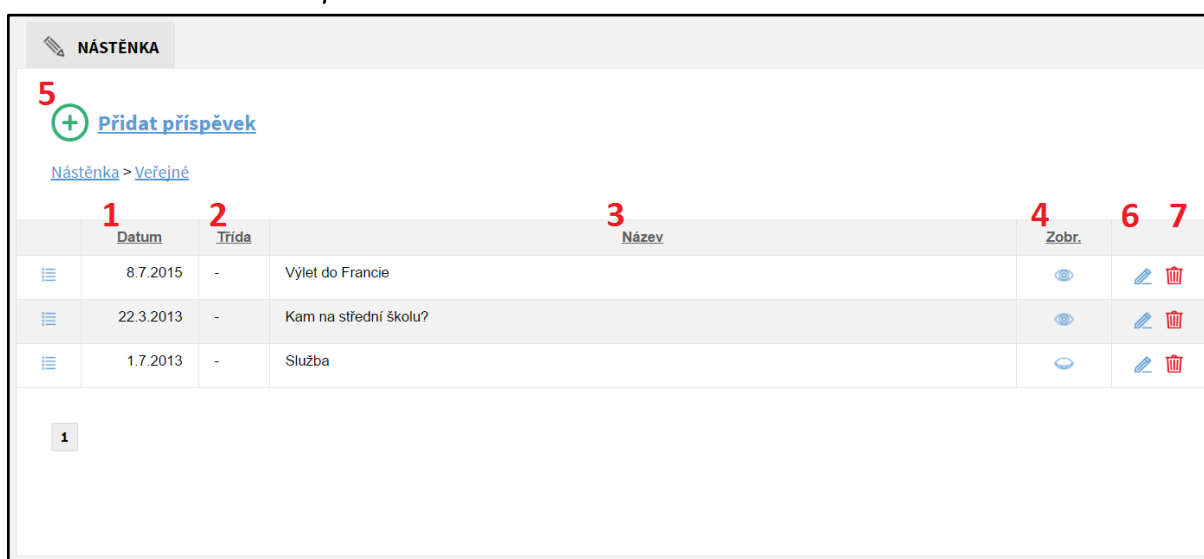 NÁSTĚNKA
5
Přidat příspěvek
Nástěnka > Veřejné
1 2 3 4 6 7
Datum Třída Název Zobr.
8.7.2015 - Výlet do Francie
22.3.2013 - Kam na střední školu?
1.7.2013 - Služba
1